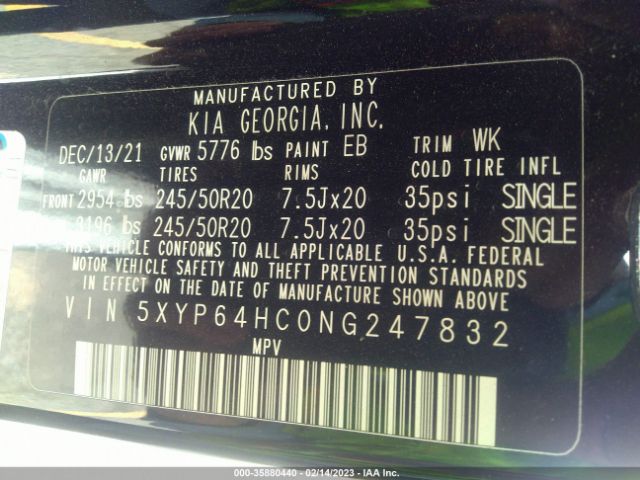 MANUFACTURED BY
KIA GEORGIA, INC.
DEC/13/21 GVWR 5776 lbs PAINT EB TRIM WK
GAWR TIRES RIMS COLD TIRE INFL
FRONT 2954 lbs 245/50R20 7.5Jx20 35psi SINGLE
3196 lbs 245/50R20 7.5Jx20 35psi SINGLE
THIS VEHICLE CONFORMS TO ALL APPLICABLE U.S.A. FEDERAL
MOTOR VEHICLE SAFETY AND THEFT PREVENTION STANDARDS
IN EFFECT ON THE DATE OF MANUFACTURE SHOWN ABOVE
VIN 5XYP64HC0NG247832
MPV
000-35880440 - 02/14/2023 - IAA Inc.